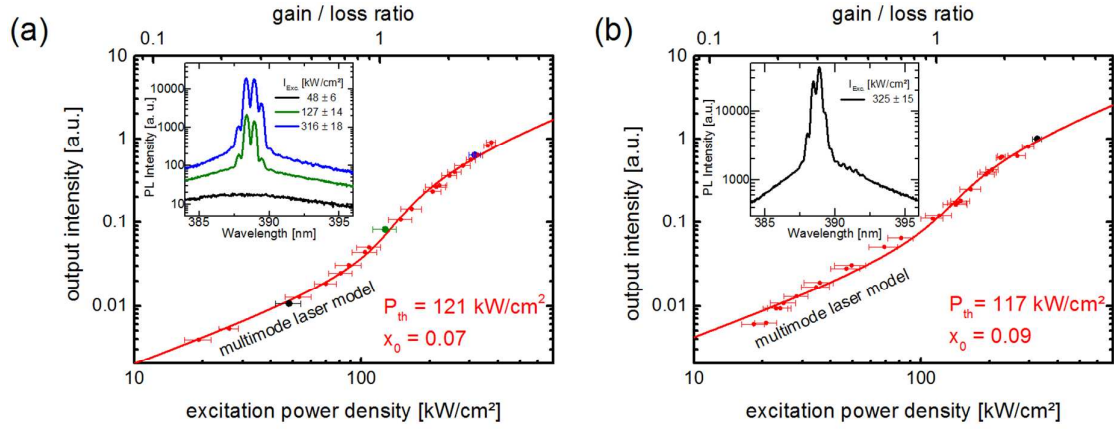 (a)
gain / loss ratio
0.1
1
10
1
0.1
0.01
output intensity [a.u.]
10
100
excitation power density [kW/cm²]
multimode laser model
P_th = 121 kW/cm²
x₀ = 0.07
I_Exc. [kW/cm²]
48 ± 6
127 ± 14
316 ± 18
10000
1000
100
10
PL Intensity [a.u.]
385
390
395
Wavelength [nm]
(b)
gain / loss ratio
0.1
1
10
1
0.1
0.01
output intensity [a.u.]
10
100
excitation power density [kW/cm²]
multimode laser model
P_th = 117 kW/cm²
x₀ = 0.09
I_Exc. [kW/cm²]
325 ± 15
10000
1000
PL Intensity [a.u.]
385
390
395
Wavelength [nm]